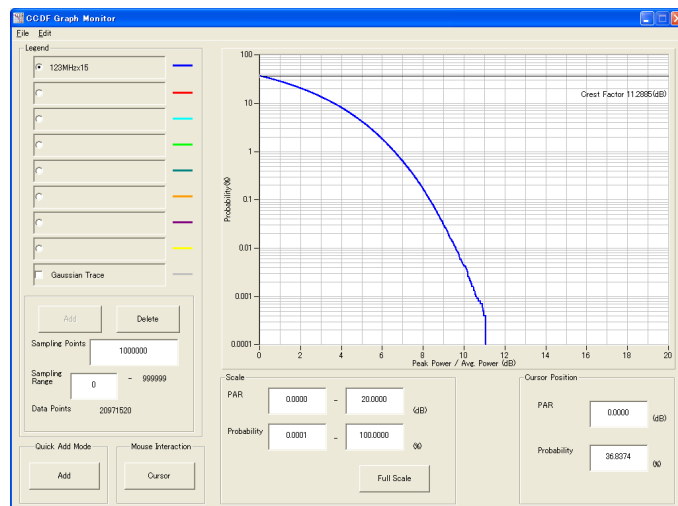 CCDF Graph Monitor
File Edit
Legend
123MHzx15
Gaussian Trace
Add Delete
Sampling Points 1000000
Sampling Range 0 - 999999
Data Points 20971520
Quick Add Mode
Add
Mouse Interaction
Cursor
Probability(%)
100
10
1
0.1
0.01
0.001
0.0001
Crest Factor 11.2885(dB)
0 2 4 6 8 10 12 14 16 18 20
Peak Power / Avg. Power (dB)
Scale
PAR 0.0000 - 20.0000 (dB)
Probability 0.0001 - 100.0000 (%)
Full Scale
Cursor Position
PAR 0.0000 (dB)
Probability 36.8374 (%)